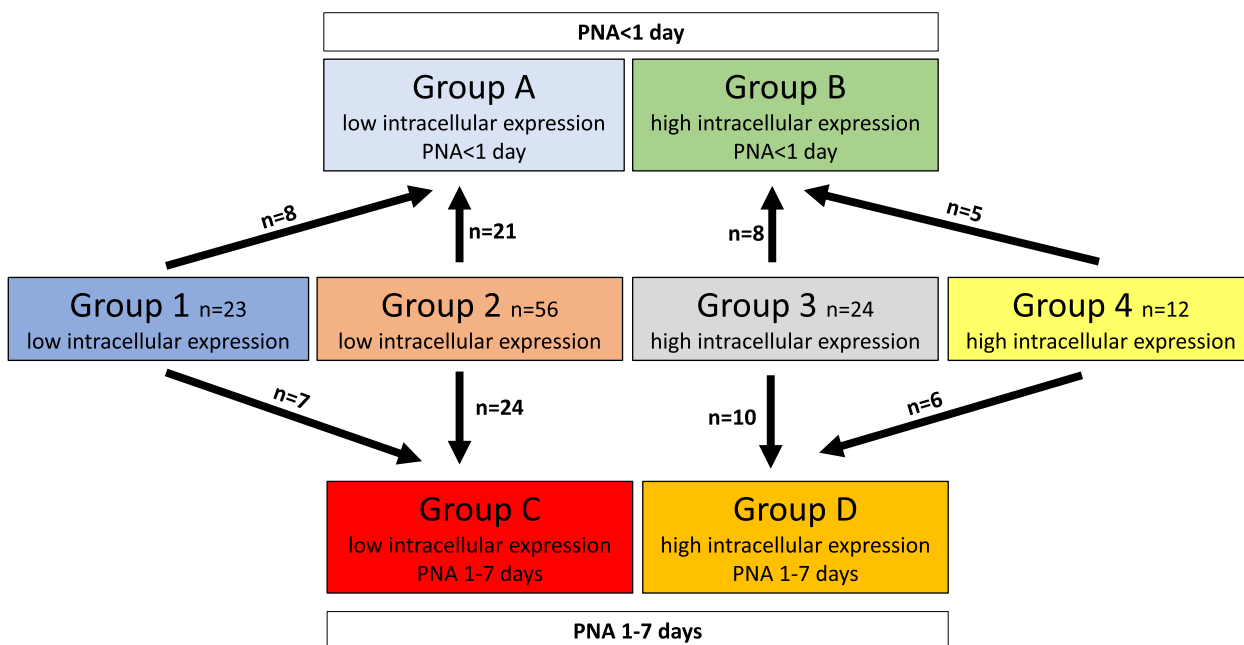 PNA<1 day
Group A
low intracellular expression
PNA<1 day
Group B
high intracellular expression
PNA<1 day
n=8
n=21
n=8
n=5
Group 1 n=23
low intracellular expression
Group 2 n=56
low intracellular expression
Group 3 n=24
high intracellular expression
Group 4 n=12
high intracellular expression
n=7
n=24
n=10
n=6
Group C
low intracellular expression
PNA 1-7 days
Group D
high intracellular expression
PNA 1-7 days
PNA 1-7 days